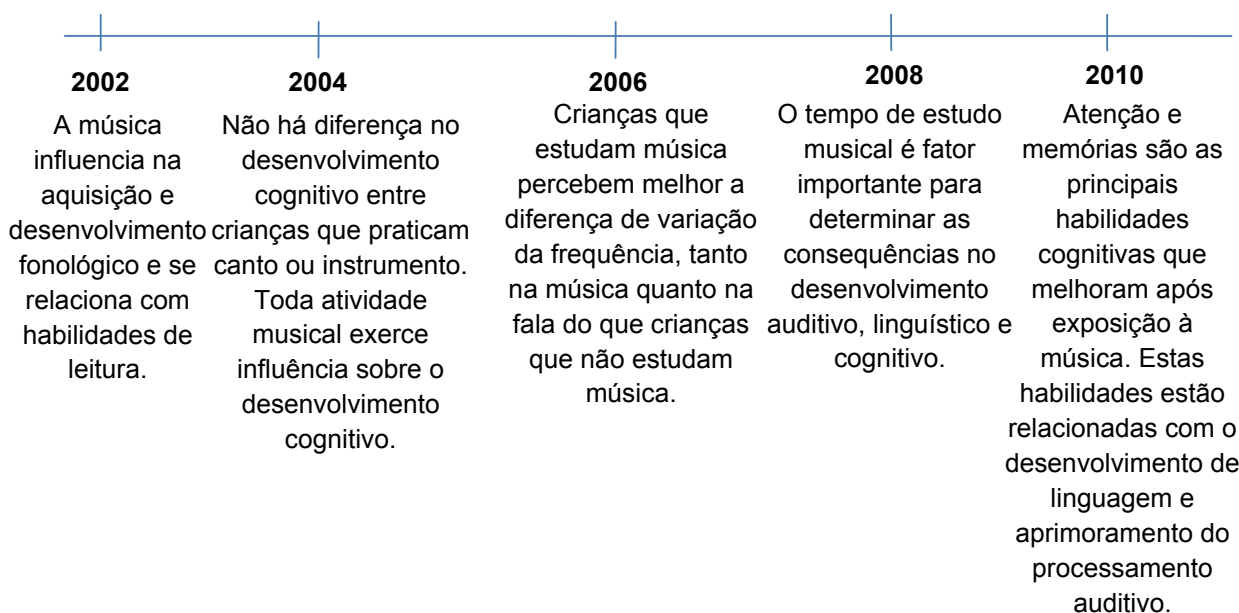 2002
A música
influencia na
aquisição e
desenvolvimento
fonológico e se
relaciona com
habilidades de
leitura.
2004
Não há diferença no
desenvolvimento
cognitivo entre
crianças que praticam
canto ou instrumento.
Toda atividade
musical exerce
influência sobre o
desenvolvimento
cognitivo.
2006
Crianças que
estudam música
percebem melhor a
diferença de variação
da frequência, tanto
na música quanto na
fala do que crianças
que não estudam
música.
2008
O tempo de estudo
musical é fator
importante para
determinar as
consequências no
desenvolvimento
auditivo, linguístico e
cognitivo.
2010
Atenção e
memórias são as
principais
habilidades
cognitivas que
melhoram após
exposição à
música. Estas
habilidades estão
relacionadas com o
desenvolvimento de
linguagem e
aprimoramento do
processamento
auditivo.